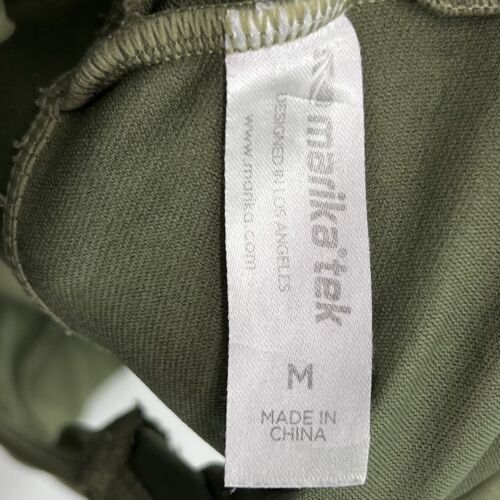 marika®tek
DESIGNED IN LOS ANGELES
www.marika.com
M
MADE IN
CHINA